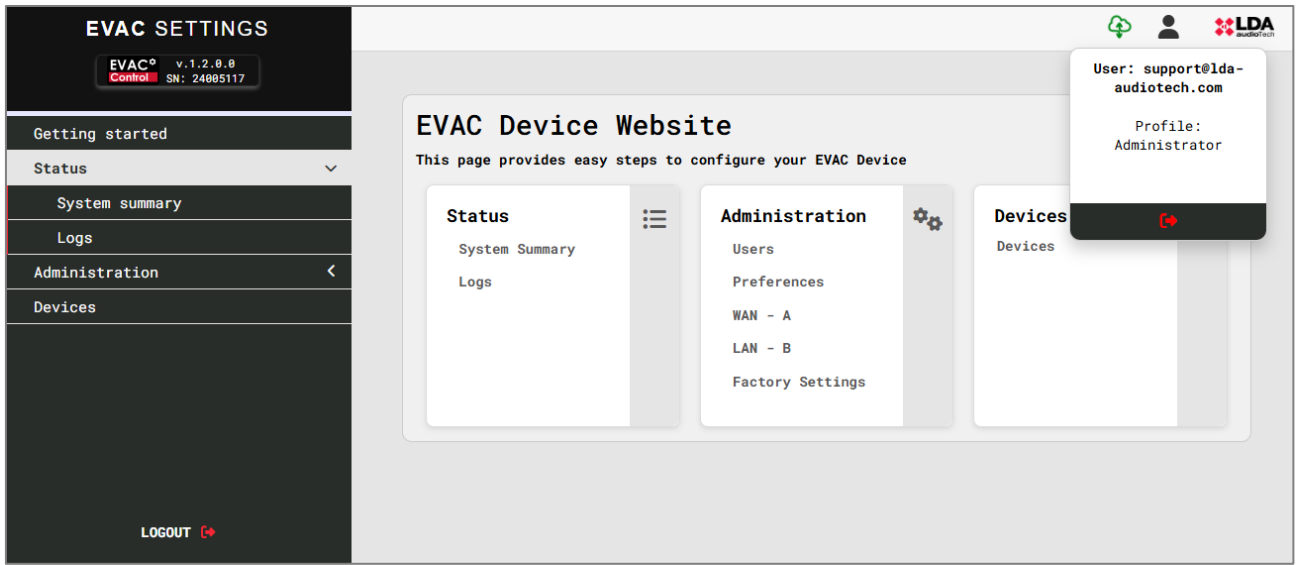 EVAC SETTINGS
EVAC
Control
v.1.2.0.0
SN: 24005117
Getting started
Status
System summary
Logs
Administration
Devices
LOGOUT
LDA
audioTech
User: support@lda-
audiotech.com
Profile:
Administrator
EVAC Device Website
This page provides easy steps to configure your EVAC Device
Status
System Summary
Logs
Administration
Users
Preferences
WAN - A
LAN - B
Factory Settings
Devices
Devices